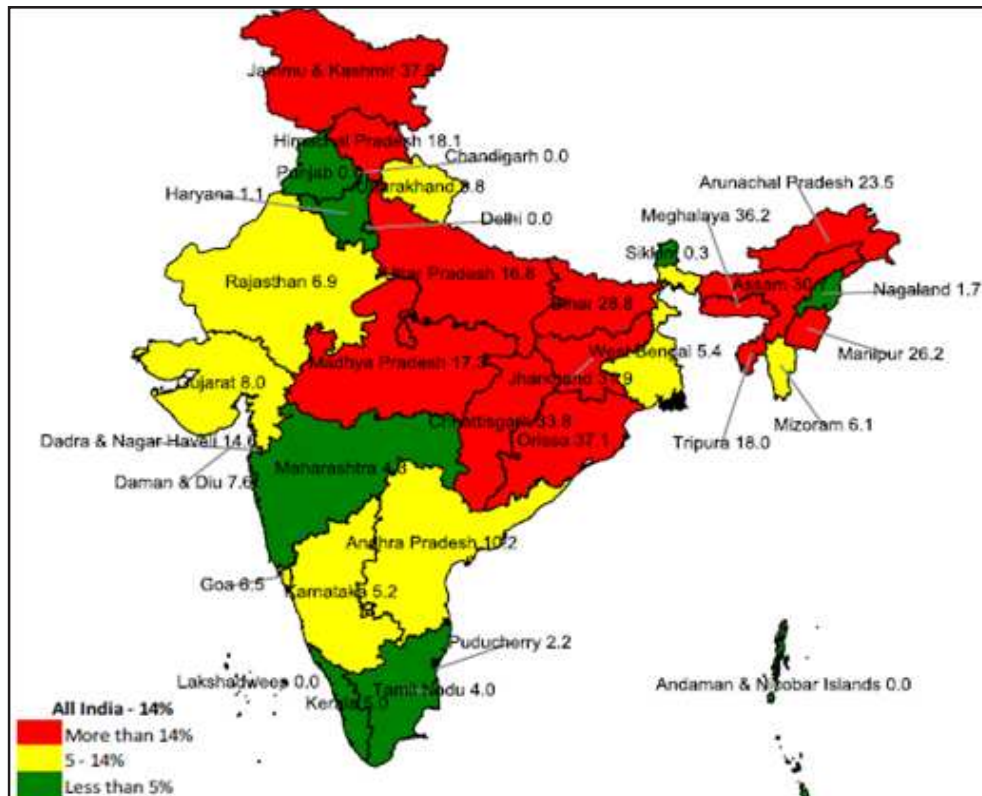 Jammu & Kashmir
Himachal Pradesh 18.1
Chandigarh 0.0
Punjab
Uttarakhand
Arunachal Pradesh 23.5
Haryana 1.1
Meghalaya 36.2
Delhi 0.0
Sikkim 0.3
Rajasthan 6.9
Uttar Pradesh 16.8
Assam
Nagaland 1.7
Bihar 28.8
West Bengal 5.4
Manipur 26.2
Madhya Pradesh
Jharkhand
Gujarat 8.0
Chhattisgarh 33.8
Mizoram 6.1
Orissa 37.1
Tripura 18.0
Dadra & Nagar Haveli
Maharashtra
Daman & Diu 7.6
Andhra Pradesh 10.2
Goa 6.5
Karnataka 5.2
Puducherry 2.2
Lakshadweep 0.0
Tamil Nadu 4.0
Andaman & Nicobar Islands 0.0
Kerala
All India - 14%
More than 14%
5 - 14%
Less than 5%